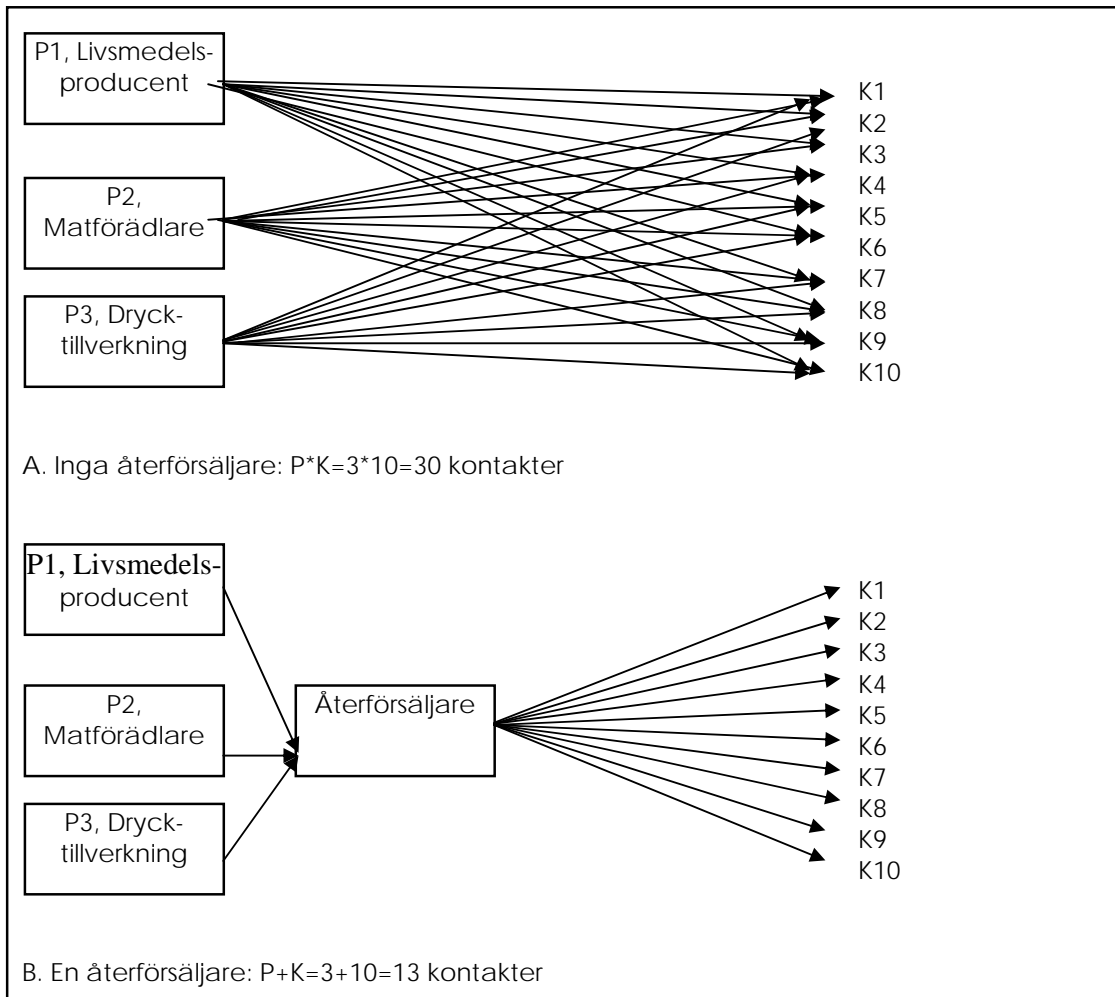 P1, Livsmedels-
producent
P2,
Matförädlare
P3, Dryck-
tillverkning
K1
K2
K3
K4
K5
K6
K7
K8
K9
K10
A. Inga återförsäljare: P*K=3*10=30 kontakter
P1, Livsmedels-
producent
P2,
Matförädlare
P3, Dryck-
tillverkning
Återförsäljare
K1
K2
K3
K4
K5
K6
K7
K8
K9
K10
B. En återförsäljare: P+K=3+10=13 kontakter